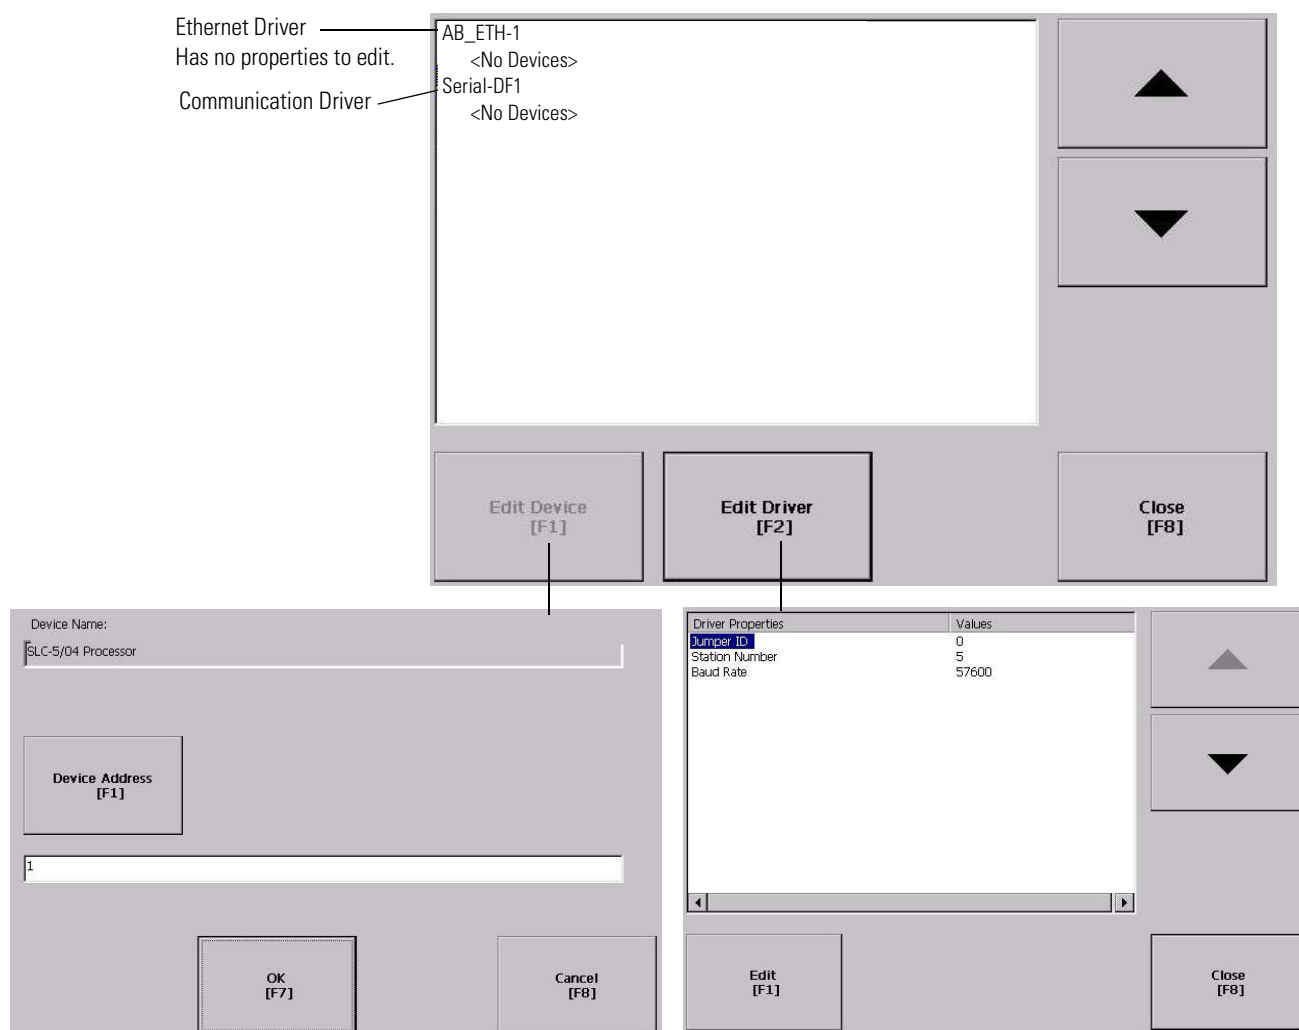 Ethernet Driver
Has no properties to edit.
Communication Driver
AB_ETH-1
<No Devices>
Serial-DF1
<No Devices>
Edit Device
[F1]
Edit Driver
[F2]
Close
[F8]
Device Name:
SLC-5/04 Processor
Device Address
[F1]
1
OK
[F7]
Cancel
[F8]
Driver Properties Values
Jumper ID 0
Station Number 5
Baud Rate 57600
Edit
[F1]
Close
[F8]